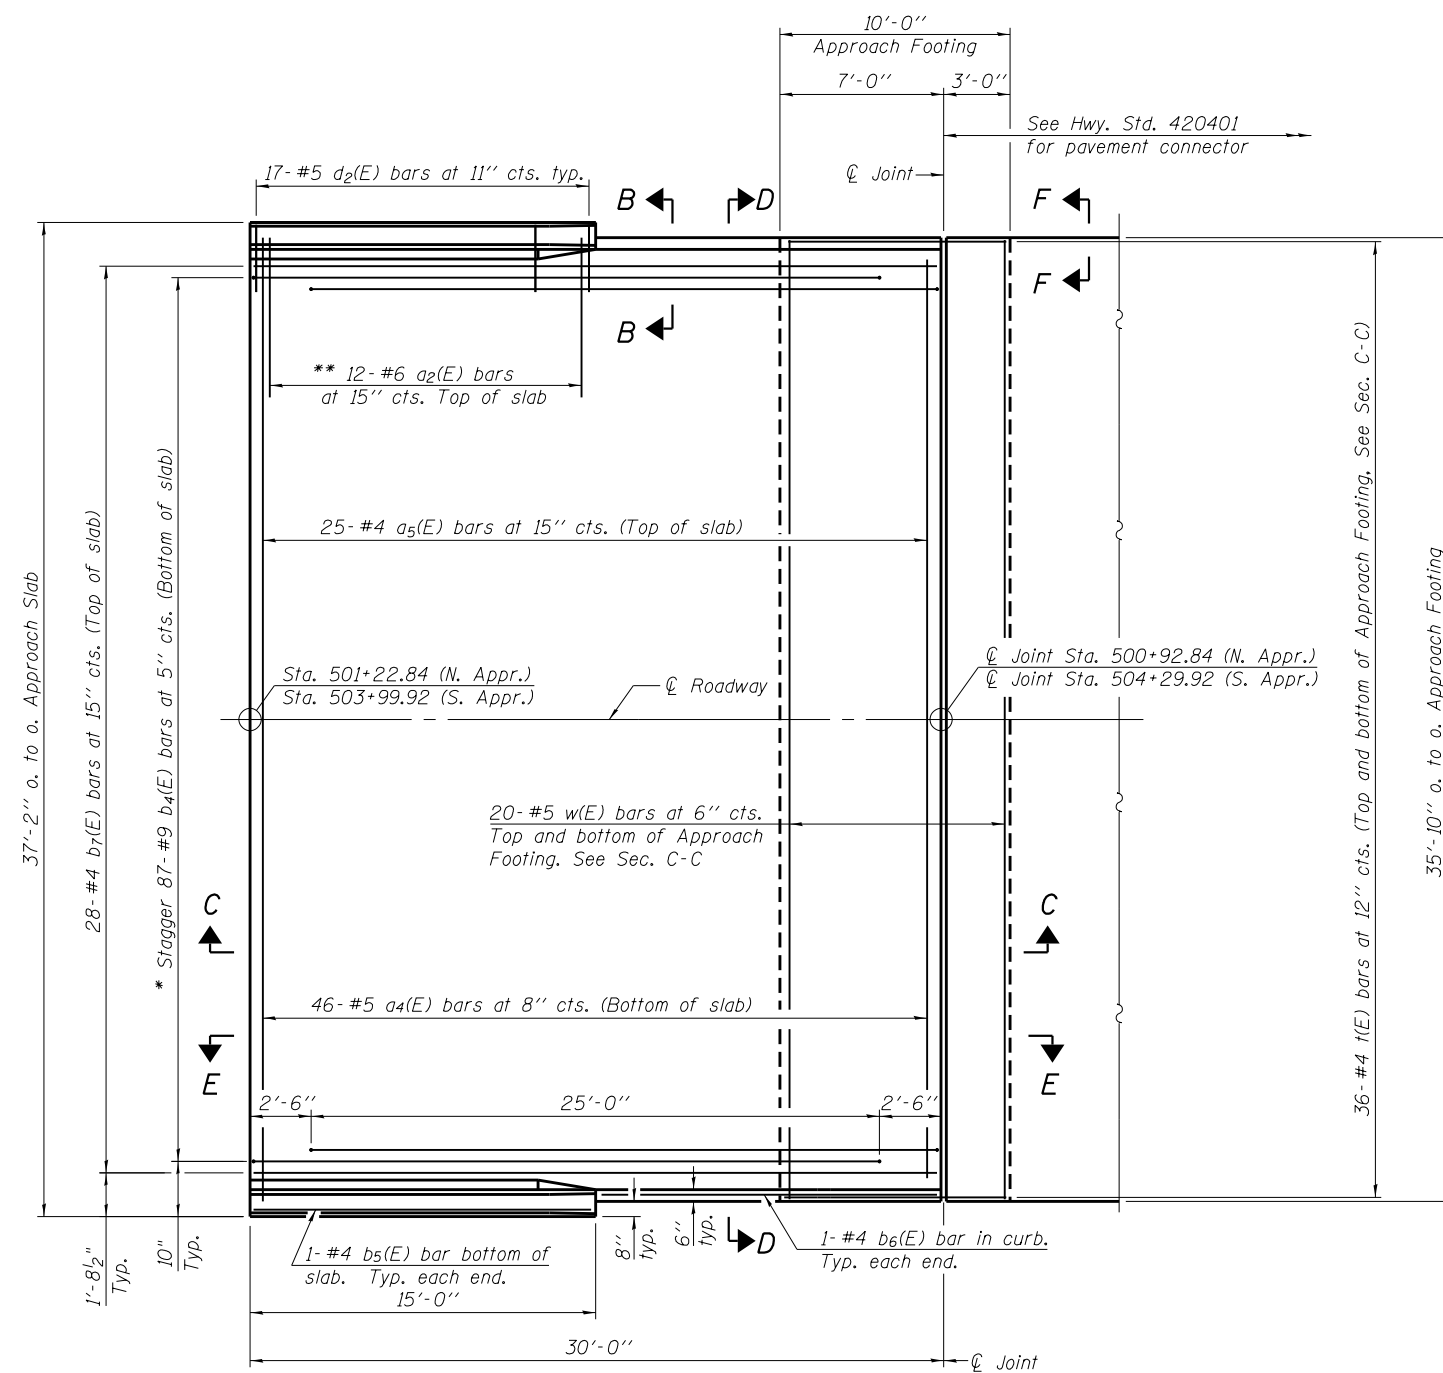 10'-0''
Approach Footing
7'-0''
3'-0''
See Hwy. Std. 420401
for pavement connector
℄ Joint
17-#5 d2(E) bars at 11'' cts. typ.
B
D
F
F
B
** 12-#6 a2(E) bars
at 15'' cts. Top of slab
25-#4 a5(E) bars at 15'' cts. (Top of slab)
37'-2'' o. to o. Approach Slab
28-#4 b7(E) bars at 15'' cts. (Top of slab)
* Stagger 87-#9 b4(E) bars at 5'' cts. (Bottom of slab)
Sta. 501+22.84 (N. Appr.)
Sta. 503+99.92 (S. Appr.)
℄ Roadway
℄ Joint Sta. 500+92.84 (N. Appr.)
℄ Joint Sta. 504+29.92 (S. Appr.)
36-#4 t(E) bars at 12'' cts. (Top and bottom of Approach Footing, See Sec. C-C)
35'-10'' o. to o. Approach Footing
20-#5 w(E) bars at 6'' cts.
Top and bottom of Approach
Footing. See Sec. C-C
C
C
46-#5 a4(E) bars at 8'' cts. (Bottom of slab)
E
E
2'-6''
25'-0''
2'-6''
1'-8½"
Typ.
10"
Typ.
1-#4 b5(E) bar bottom of
slab. Typ. each end.
8''
typ.
6''
typ.
D
1-#4 b6(E) bar in curb.
Typ. each end.
15'-0''
30'-0''
℄ Joint